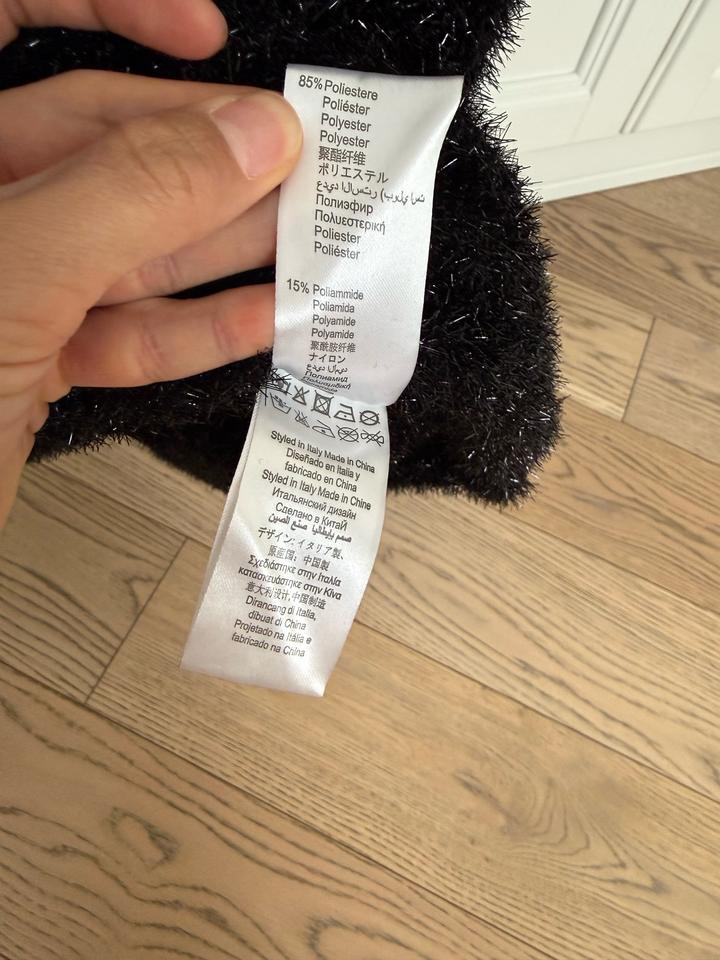 85% Poliestere
Poliéster
Polyester
Polyester
聚酯纤维
ポリエステル
Полиэфир
Πολυεστερική
Poliester
Poliéster
15% Poliammide
Poliamida
Polyamide
Polyamide
聚酰胺纤维
ナイロン
Полиамид
Styled in Italy Made in China
Diseñado en Italia y
fabricado en China
Styled in Italy Made in Chine
Итальянский дизайн
Сделано в КитаЙ
صمم بإيطاليا صنع الصين
デザイン: イタリア製、
原産国: 中国製
Σχεδιάστηκε στην Ιταλία
κατασκευάστηκε στην Κίνα
意大利设计,中国制造
Dirancang di Italia,
dibuat di China
Projetado na Itália e
fabricado na China